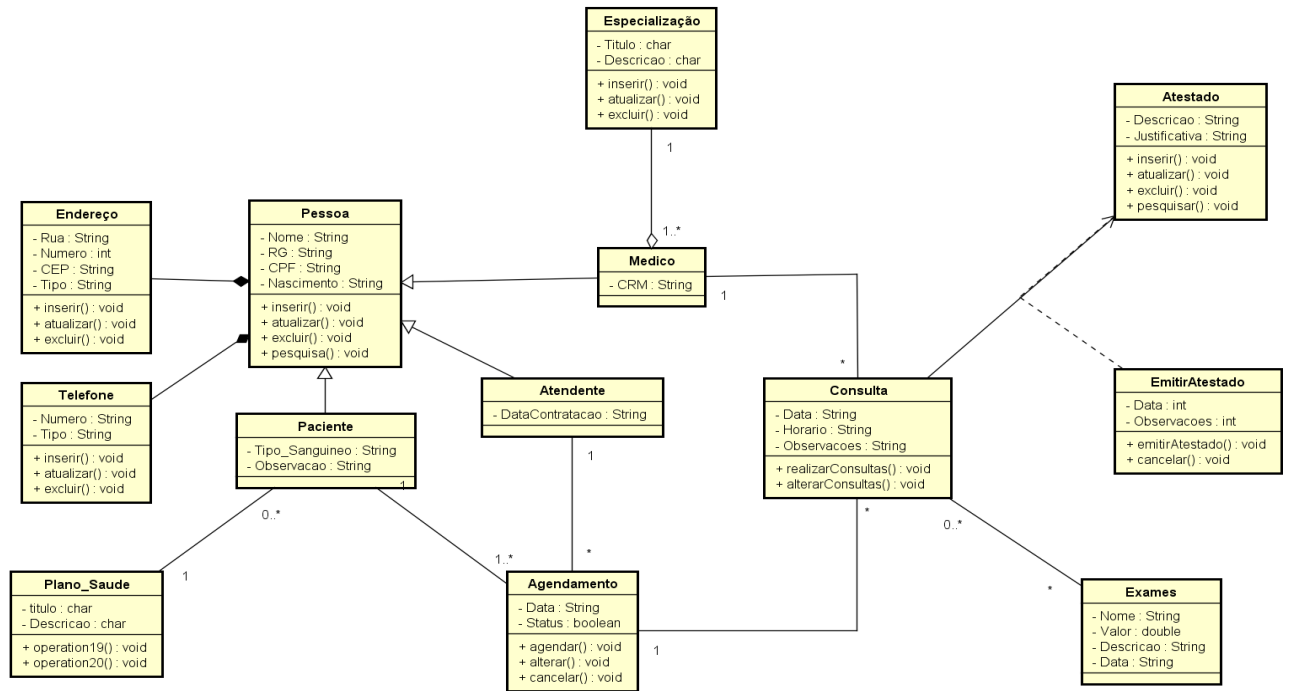 Especialização
- Titulo : char
- Descricao : char
+ inserir() : void
+ atualizar() : void
+ excluir() : void
1
1..*
Atestado
- Descricao : String
- Justificativa : String
+ inserir() : void
+ atualizar() : void
+ excluir() : void
+ pesquisar() : void
Endereço
- Rua : String
- Numero : int
- CEP : String
- Tipo : String
+ inserir() : void
+ atualizar() : void
+ excluir() : void
Pessoa
- Nome : String
- RG : String
- CPF : String
- Nascimento : String
+ inserir() : void
+ atualizar() : void
+ excluir() : void
+ pesquisa() : void
Medico
- CRM : String
1
*
Telefone
- Numero : String
- Tipo : String
+ inserir() : void
+ atualizar() : void
+ excluir() : void
Paciente
- Tipo_Sanguineo : String
- Observacao : String
1
0..*
Atendente
- DataContratacao : String
1
*
Consulta
- Data : String
- Horario : String
- Observacoes : String
+ realizarConsultas() : void
+ alterarConsultas() : void
*
0..*
EmitirAtestado
- Data : int
- Observacoes : int
+ emitirAtestado() : void
+ cancelar() : void
Plano_Saude
- titulo : char
- Descricao : char
+ operation19() : void
+ operation20() : void
1
1..*
Agendamento
- Data : String
- Status : boolean
+ agendar() : void
+ alterar() : void
+ cancelar() : void
1
*
Exames
- Nome : String
- Valor : double
- Descricao : String
- Data : String